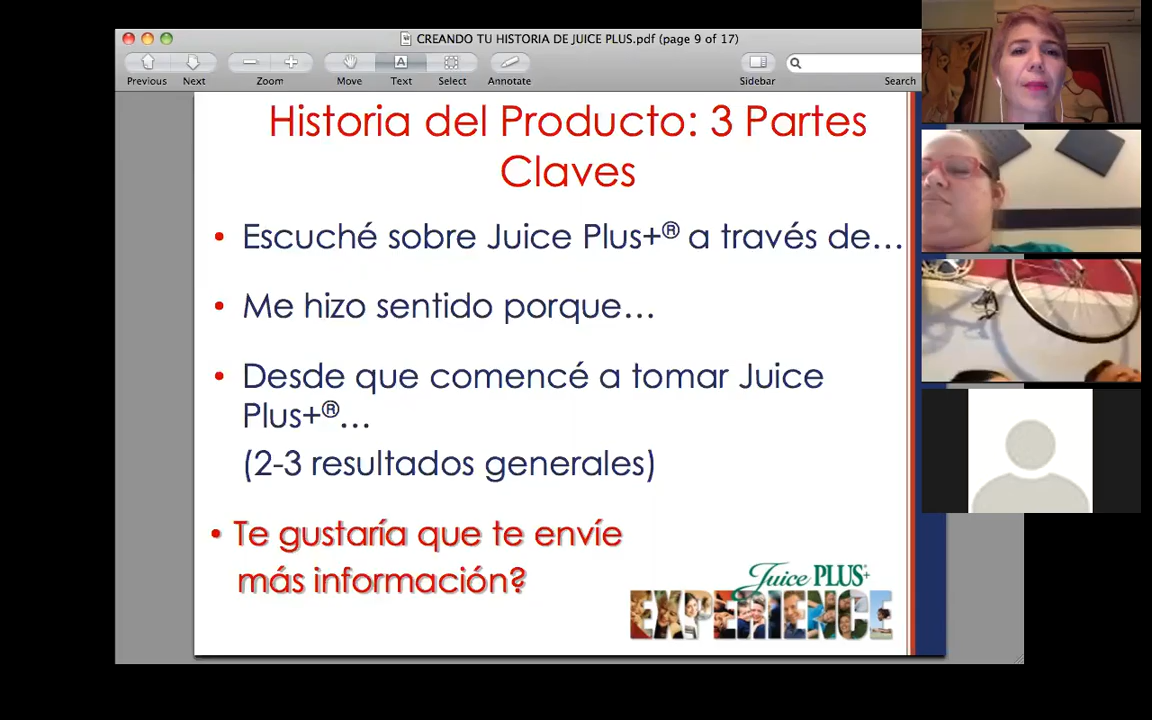 CREANDO TU HISTORIA DE JUICE PLUS.pdf (page 9 of 17)
Previous Next Zoom Move Text Select Annotate Sidebar Search
Historia del Producto: 3 Partes
Claves
• Escuché sobre Juice Plus+® a través de…
• Me hizo sentido porque…
• Desde que comencé a tomar Juice
Plus+®…
(2-3 resultados generales)
• Te gustaría que te envíe
más información?
Juice PLUS+
EXPERIENCE